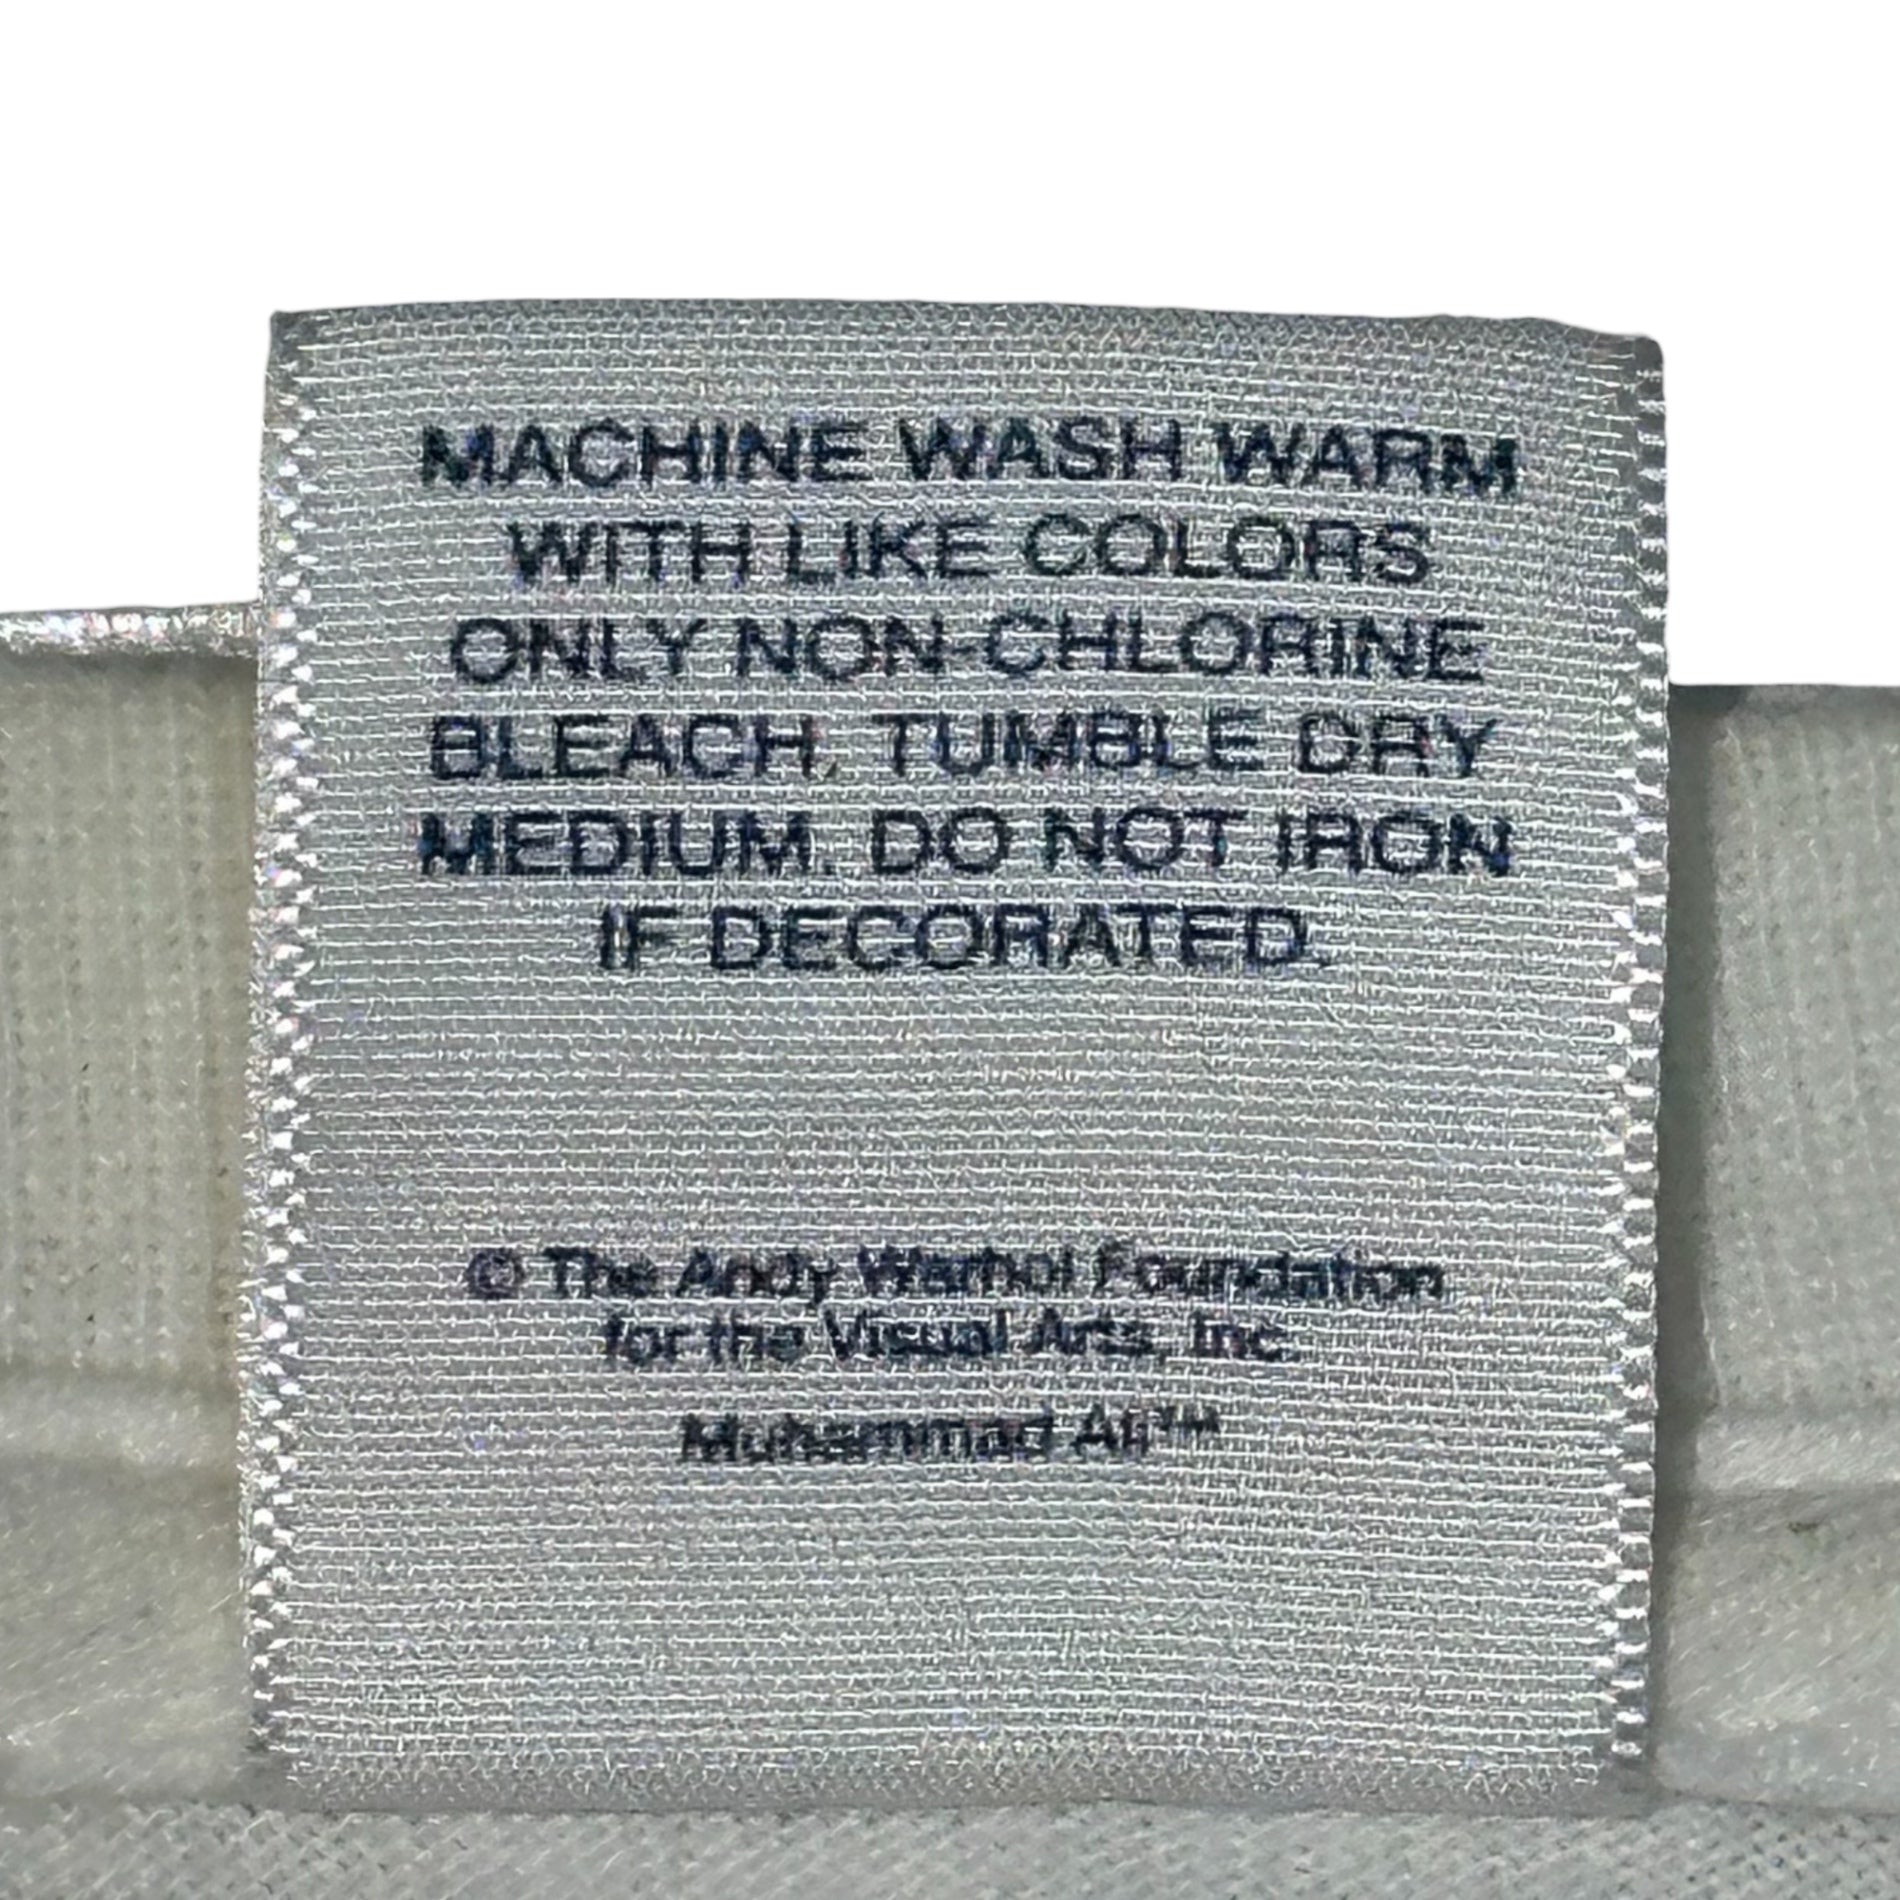 MACHINE WASH WARM
WITH LIKE COLORS
ONLY NON-CHLORINE
BLEACH. TUMBLE DRY
MEDIUM. DO NOT IRON
IF DECORATED.
© The Andy Warhol Foundation
for the Visual Arts, Inc
Muhammad Ali™